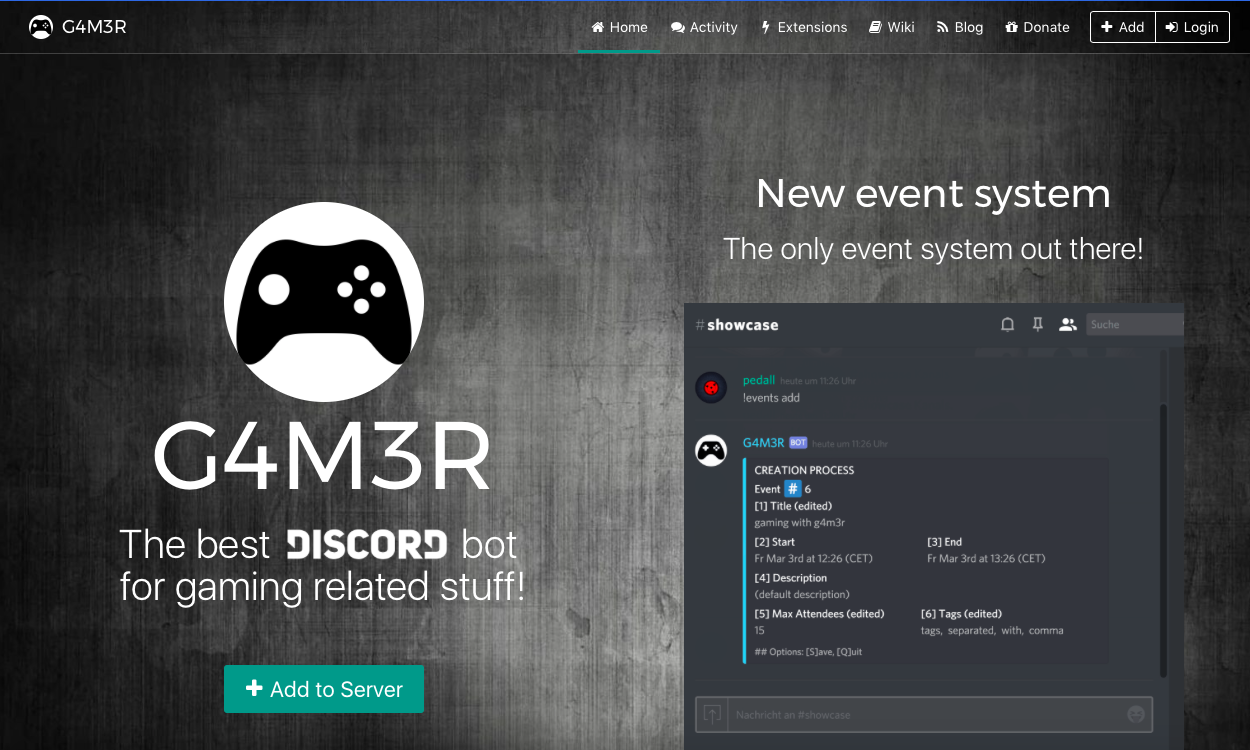 G4M3R
Home
Activity
Extensions
Wiki
Blog
Donate
Add
Login
G4M3R
The best DISCORD bot
for gaming related stuff!
Add to Server
New event system
The only event system out there!
#showcase
Suche
pedall heute um 11:26 Uhr
!events add
G4M3R BOT heute um 11:26 Uhr
CREATION PROCESS
Event # 6
[1] Title (edited)
gaming with g4m3r
[2] Start
[3] End
Fr Mar 3rd at 12:26 (CET)
Fr Mar 3rd at 13:26 (CET)
[4] Description
(default description)
[5] Max Attendees (edited)
[6] Tags (edited)
15
tags, separated, with, comma
## Options: [S]ave, [Q]uit
Nachricht an #showcase